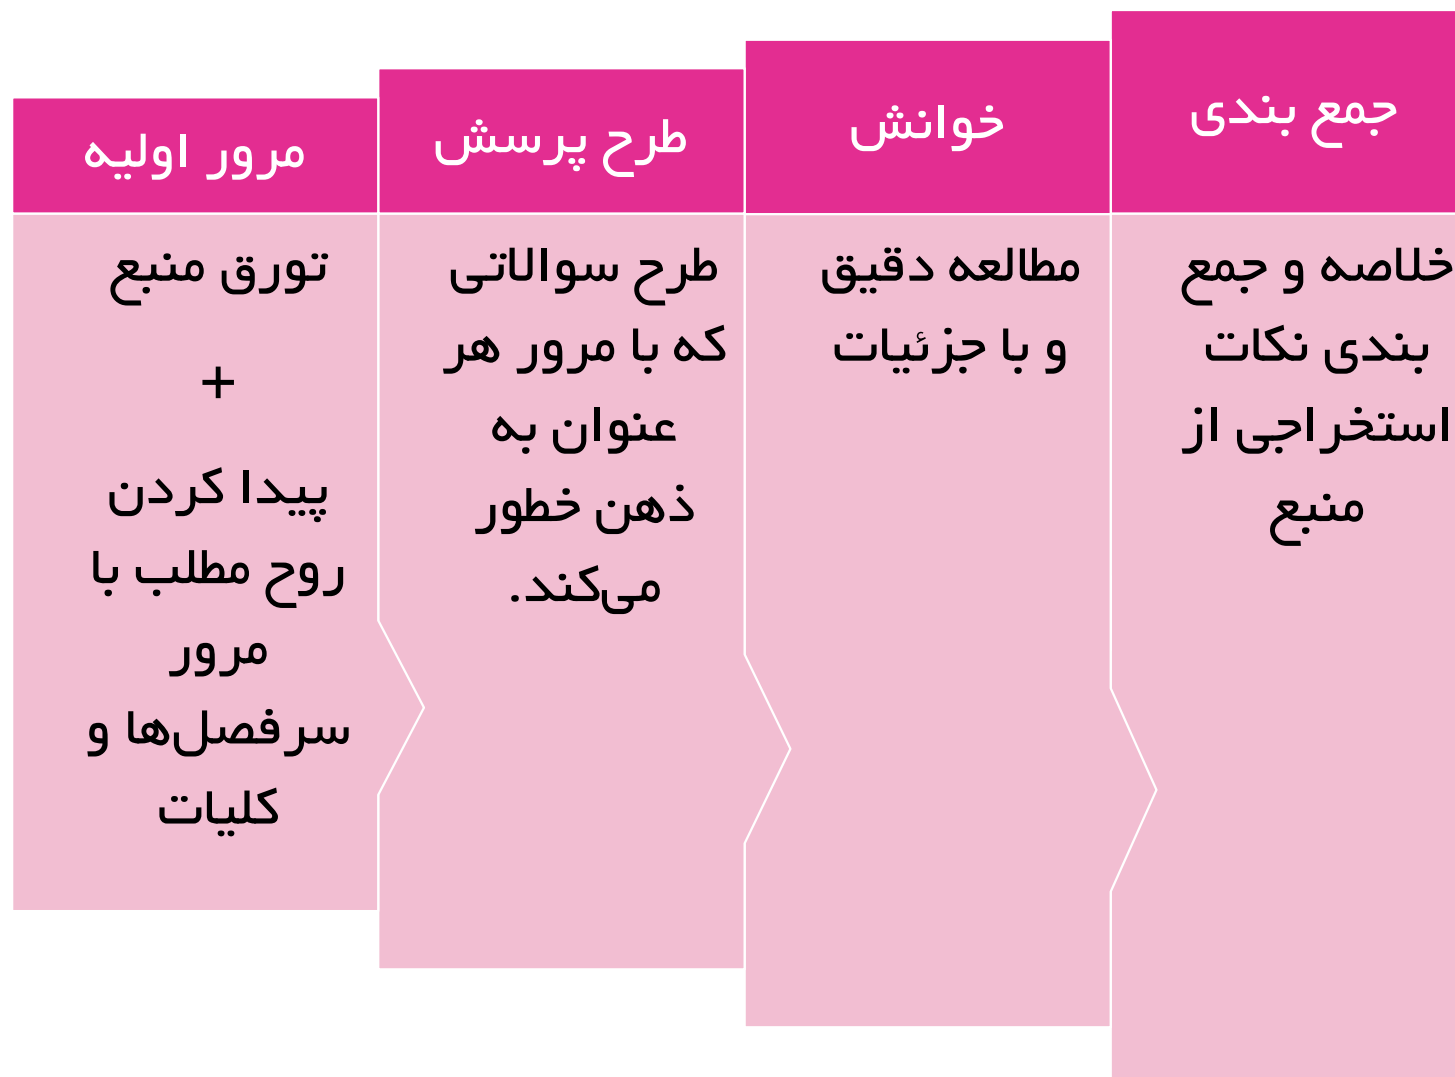 مرور اولیه
تورق منبع
+
پیدا کردن
روح مطلب با
مرور
سرفصل‌ها و
کلیات
طرح پرسش
طرح سوالاتی
که با مرور هر
عنوان به
ذهن خطور
می‌کند.
خوانش
مطالعه دقیق
و با جزئیات
جمع بندی
خلاصه و جمع
بندی نکات
استخراجی از
منبع